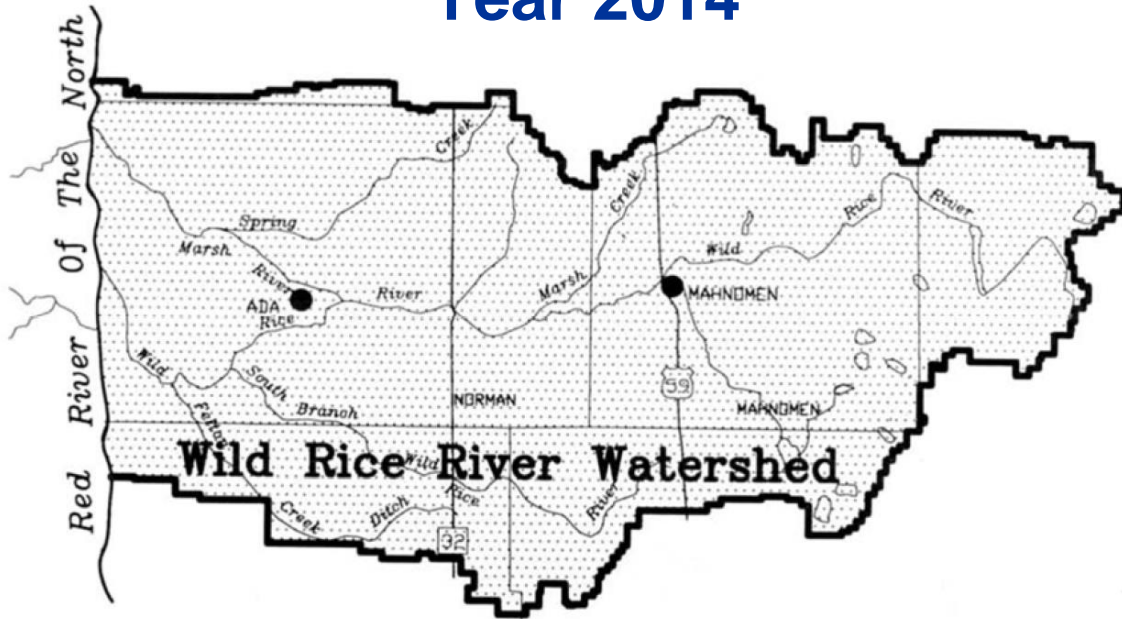 Year 2014
Red River Of The North
Creek
Spring
Marsh
River
ADA
Rice
River
Marsh
Creek
Wild
Rice
River
MAHNOMEN
59
Wild
South
Branch
NORMAN
MAHNOMEN
Felton
Wild Rice River Watershed
Wild
Rice
River
Creek
Ditch
32